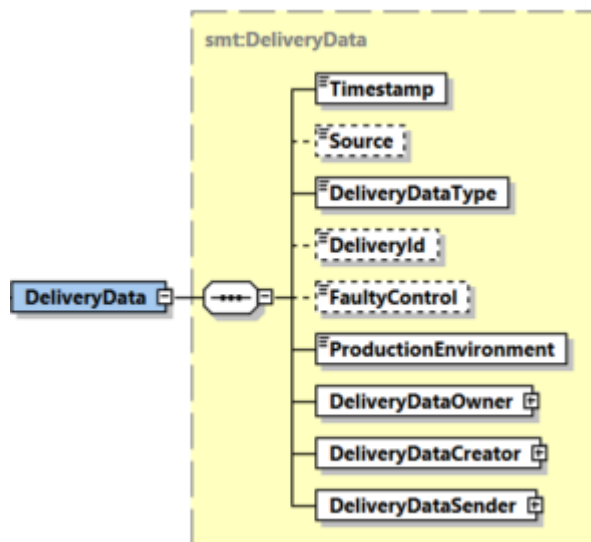 smt:DeliveryData
Timestamp
Source
DeliveryDataType
DeliveryId
FaultyControl
DeliveryData
ProductionEnvironment
DeliveryDataOwner
DeliveryDataCreator
DeliveryDataSender